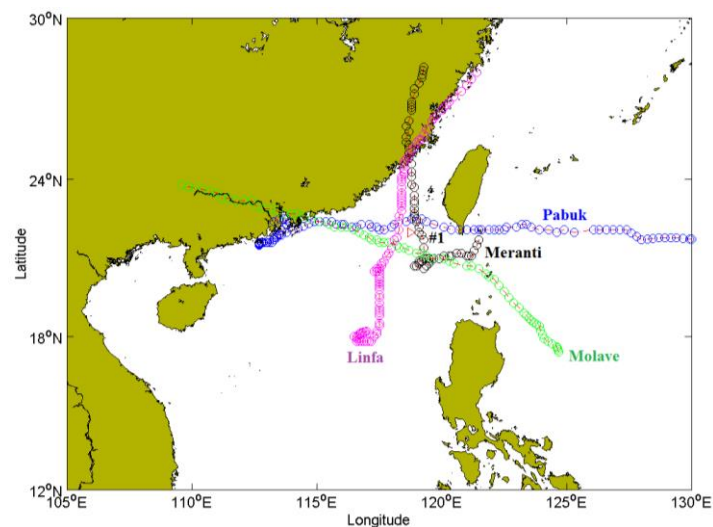 30°N
24°N
18°N
12°N
Latitude
Pabuk
#1
Meranti
Linfa
Molave
105°E
110°E
115°E
120°E
125°E
130°E
Longitude